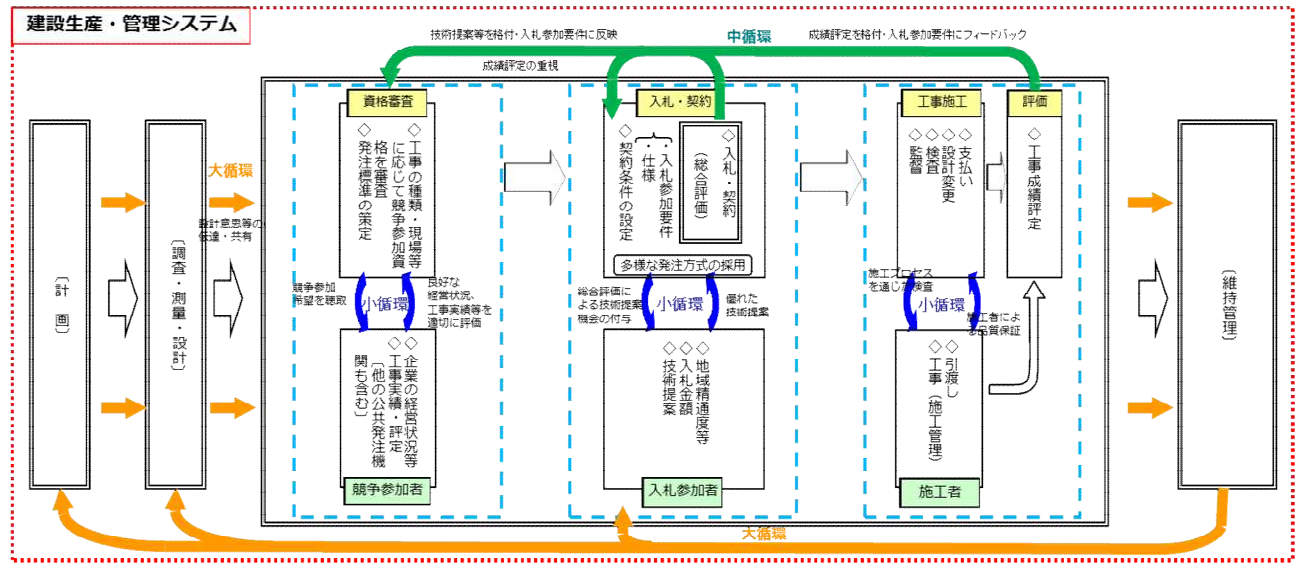 建設生産・管理システム
技術提案等を格付・入札参加要件に反映
中循環
成績評定を格付・入札参加要件にフィードバック
成績評定の重視
〔計　画〕
〔調査・測量・設計〕
大循環
設計意思等の
伝達・共有
資格審査
◇工事の種類・現場等
に応じて競争参加資
格を審査
◇発注標準の策定
競争参加
希望を聴取
小循環
良好な
経営状況、
工事実績等を
適切に評価
◇企業の経営状況等
◇工事実績・評定
〔他の公共発注機
関も含む〕
競争参加者
入札・契約
◇入札・契約
（総合評価）
・入札参加要件
・仕様
◇契約条件の設定
多様な発注方式の採用
総合評価に
よる技術提案
機会の付与
小循環
優れた
技術提案
◇地域精通度等
◇入札金額
◇技術提案
入札参加者
工事施工
◇支払い
◇設計変更
◇検査
◇監督
評価
◇工事成績評定
施工プロセス
を通じた検査
小循環
施工者によ
る品質保証
◇引渡し
◇工事（施工管理）
施工者
〔維持管理〕
大循環